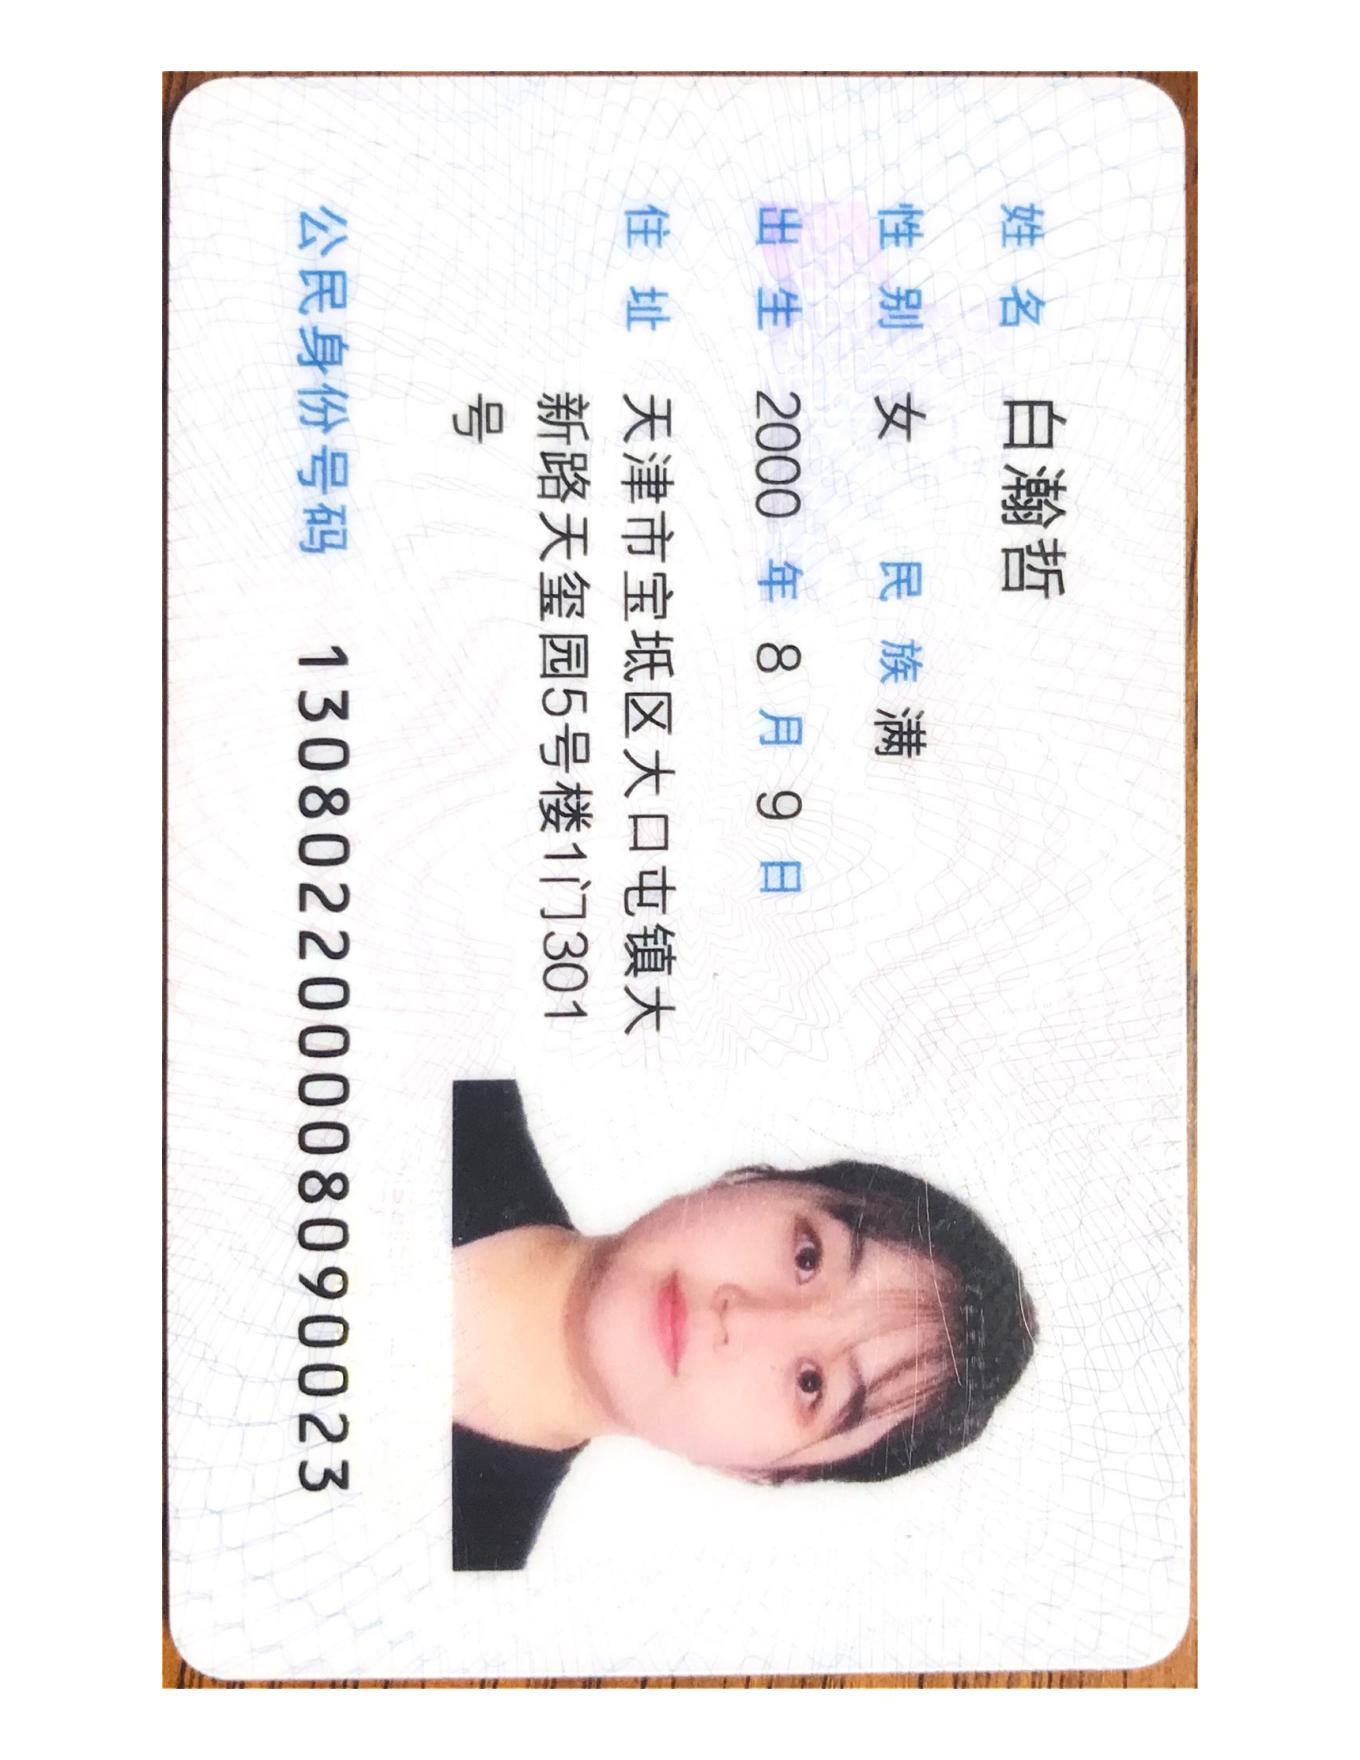 姓名 白瀚哲
性别 女 民族 满
出生 2000 年 8 月 9 日
住址 天津市宝坻区大口屯镇大
新路天玺园5号楼1门301
号
公民身份号码 130802200008090023